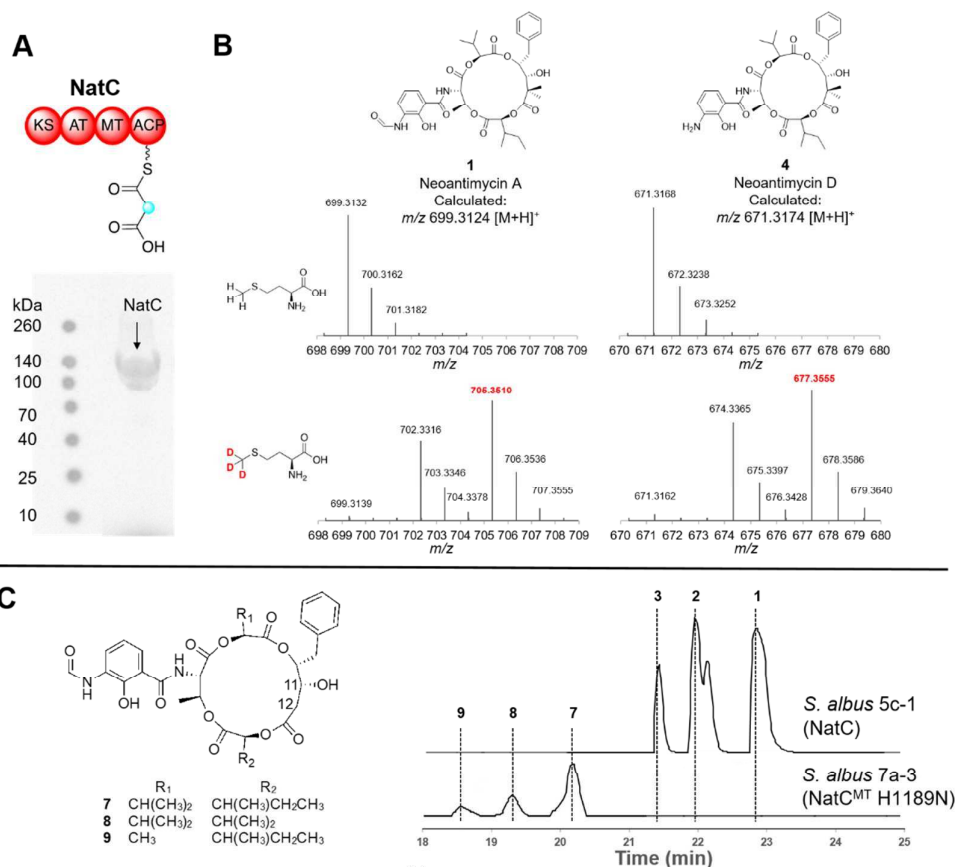 A
B
NatC
KS AT MT ACP
S
O
O
OH
kDa
NatC
260
140
100
70
40
25
10
1
Neoantimycin A
Calculated:
m/z 699.3124 [M+H]⁺
4
Neoantimycin D
Calculated:
m/z 671.3174 [M+H]⁺
699.3132
700.3162
701.3182
698 699 700 701 702 703 704 705 706 707 708 709
m/z
671.3168
672.3238
673.3252
670 671 672 673 674 675 676 677 678 679 680
m/z
702.3316
703.3346
704.3378
706.3536
707.3555
699.3139
698 699 700 701 702 703 704 705 706 707 708 709
m/z
677.3555
674.3365
675.3397
676.3428
678.3586
679.3640
671.3162
670 671 672 673 674 675 676 677 678 679 680
m/z
C
R₁
11
OH
12
R₂
R₁ R₂
7 CH(CH₃)₂ CH(CH₃)CH₂CH₃
8 CH(CH₃)₂ CH(CH₃)₂
9 CH₃ CH(CH₃)CH₂CH₃
3 2 1
9 8 7
S. albus 5c-1
(NatC)
S. albus 7a-3
(NatCᴹᵀ H1189N)
18 19 20 21 22 23 24 25
Time (min)